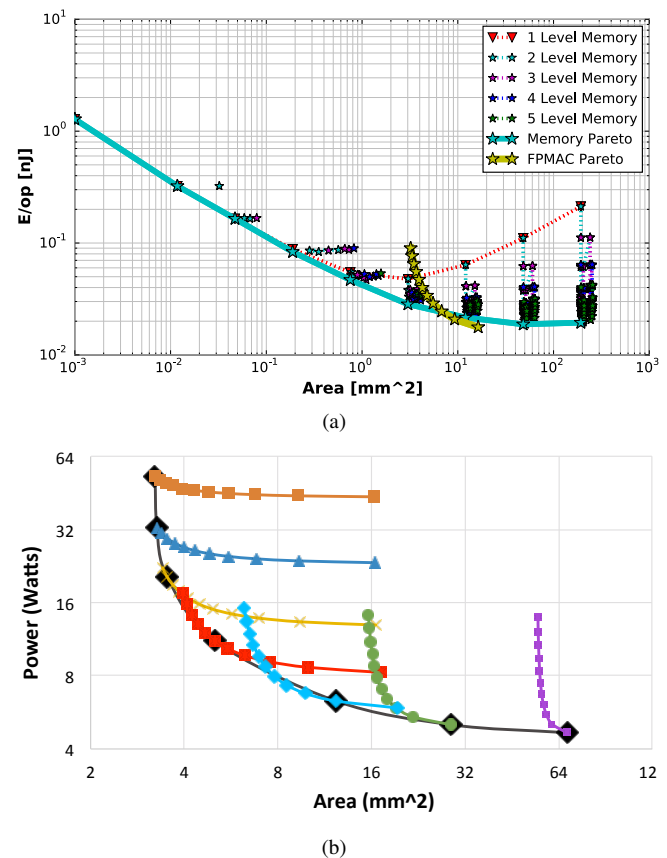 10^1
10^0
10^-1
10^-2
E/op [nJ]
1 Level Memory
2 Level Memory
3 Level Memory
4 Level Memory
5 Level Memory
Memory Pareto
FPMAC Pareto
10^-3 10^-2 10^-1 10^0 10^1 10^2 10^3
Area [mm^2]
(a)
64
32
16
8
4
Power (Watts)
2 4 8 16 32 64 12
Area (mm^2)
(b)